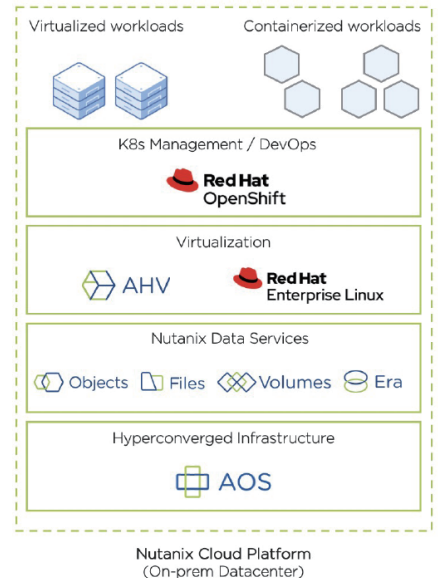 Virtualized workloads
Containerized workloads
K8s Management / DevOps
Red Hat
OpenShift
Virtualization
AHV
Red Hat
Enterprise Linux
Nutanix Data Services
Objects Files Volumes Era
Hyperconverged Infrastructure
AOS
Nutanix Cloud Platform
(On-prem Datacenter)